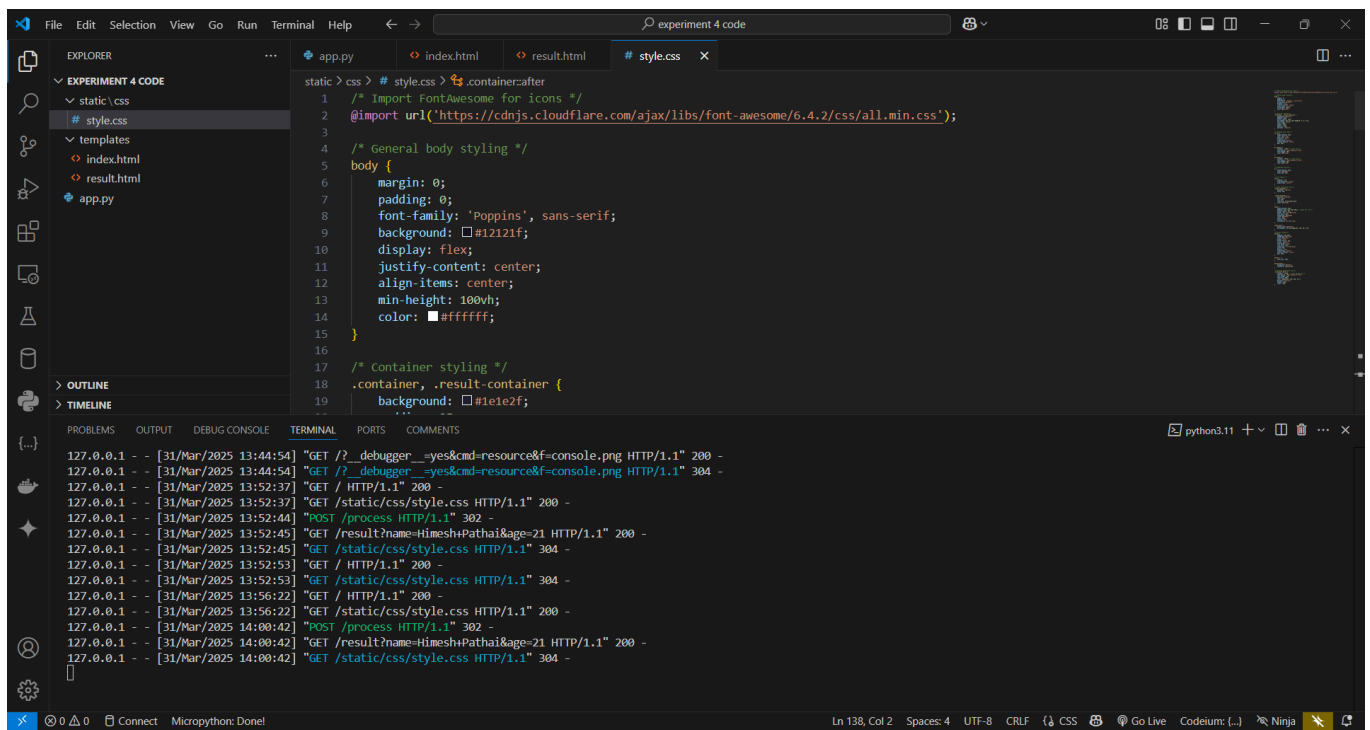 File Edit Selection View Go Run Terminal Help
experiment 4 code
EXPLORER
EXPERIMENT 4 CODE
static\css
# style.css
templates
<> index.html
<> result.html
app.py
OUTLINE
TIMELINE
app.py <> index.html <> result.html # style.css
static > css > # style.css > .container::after
1 /* Import FontAwesome for icons */
2 @import url('https://cdnjs.cloudflare.com/ajax/libs/font-awesome/6.4.2/css/all.min.css');
3
4 /* General body styling */
5 body {
6 margin: 0;
7 padding: 0;
8 font-family: 'Poppins', sans-serif;
9 background: #12121f;
10 display: flex;
11 justify-content: center;
12 align-items: center;
13 min-height: 100vh;
14 color: #ffffff;
15 }
16
17 /* Container styling */
18 .container, .result-container {
19 background: #1e1e2f;
PROBLEMS OUTPUT DEBUG CONSOLE TERMINAL PORTS COMMENTS
python3.11
127.0.0.1 - - [31/Mar/2025 13:44:54] "GET /?__debugger__=yes&cmd=resource&f=console.png HTTP/1.1" 200 -
127.0.0.1 - - [31/Mar/2025 13:44:54] "GET /?__debugger__=yes&cmd=resource&f=console.png HTTP/1.1" 304 -
127.0.0.1 - - [31/Mar/2025 13:52:37] "GET / HTTP/1.1" 200 -
127.0.0.1 - - [31/Mar/2025 13:52:37] "GET /static/css/style.css HTTP/1.1" 200 -
127.0.0.1 - - [31/Mar/2025 13:52:44] "POST /process HTTP/1.1" 302 -
127.0.0.1 - - [31/Mar/2025 13:52:45] "GET /result?name=Himesh+Pathai&age=21 HTTP/1.1" 200 -
127.0.0.1 - - [31/Mar/2025 13:52:45] "GET /static/css/style.css HTTP/1.1" 304 -
127.0.0.1 - - [31/Mar/2025 13:52:53] "GET / HTTP/1.1" 200 -
127.0.0.1 - - [31/Mar/2025 13:52:53] "GET /static/css/style.css HTTP/1.1" 304 -
127.0.0.1 - - [31/Mar/2025 13:56:22] "GET / HTTP/1.1" 200 -
127.0.0.1 - - [31/Mar/2025 13:56:22] "GET /static/css/style.css HTTP/1.1" 200 -
127.0.0.1 - - [31/Mar/2025 14:00:42] "POST /process HTTP/1.1" 302 -
127.0.0.1 - - [31/Mar/2025 14:00:42] "GET /result?name=Himesh+Pathai&age=21 HTTP/1.1" 200 -
127.0.0.1 - - [31/Mar/2025 14:00:42] "GET /static/css/style.css HTTP/1.1" 304 -
0 0 Connect Micropython: Done! Ln 138, Col 2 Spaces: 4 UTF-8 CRLF CSS Go Live Codeium: {...} Ninja